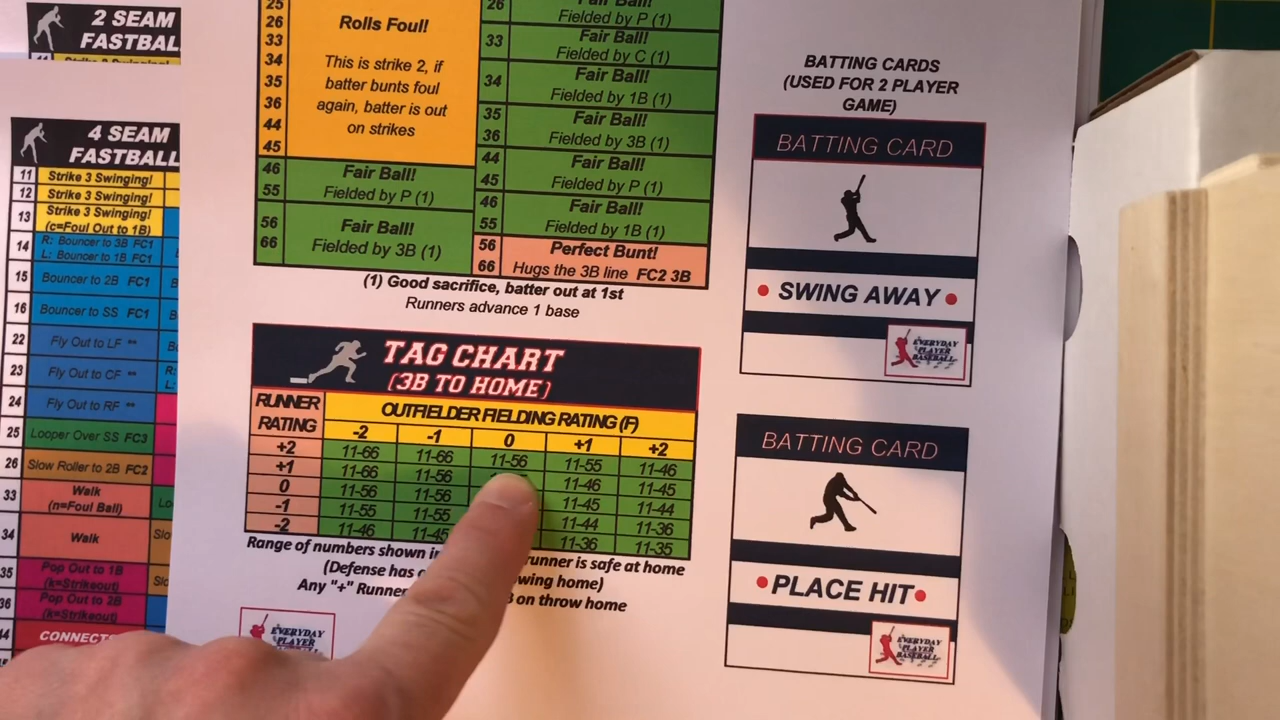 2 SEAM
FASTBAL
4 SEAM
FASTBALL
11 Strike 3 Swinging!
12 Strike 3 Swinging!
13 Strike 3 Swinging!
(c=Foul Out to 1B)
14 R: Bouncer to 3B FC1
L: Bouncer to 1B FC1
15 Bouncer to 2B FC1
16 Bouncer to SS FC1
22 Fly Out to LF **
23 Fly Out to CF **
24 Fly Out to RF **
25 Looper Over SS FC3
26 Slow Roller to 2B FC2
33 Walk
(n=Foul Ball)
34 Walk
35 Pop Out to 1B
(k=Strikeout)
36 Pop Out to 2B
(k=Strikeout)
CONNECTS
25
26
33
34
35
36
44
45
Rolls Foul!
This is strike 2, if
batter bunts foul
again, batter is out
on strikes
46
55
Fair Ball!
Fielded by P (1)
56
66
Fair Ball!
Fielded by 3B (1)
26 Fair Ball!
Fielded by P (1)
33 Fair Ball!
Fielded by C (1)
34 Fair Ball!
Fielded by 1B (1)
35
36
Fair Ball!
Fielded by 3B (1)
44
45
Fair Ball!
Fielded by P (1)
46
55
Fair Ball!
Fielded by 1B (1)
56
66
Perfect Bunt!
Hugs the 3B line FC2 3B
(1) Good sacrifice, batter out at 1st
Runners advance 1 base
TAG CHART
(3B TO HOME)
RUNNER
RATING
OUTFIELDER FIELDING RATING (F)
-2 -1 0 +1 +2
+2 11-66 11-66 11-56 11-55 11-46
+1 11-66 11-56 11-46 11-45
0 11-56 11-56 11-45 11-44
-1 11-55 11-55 11-44 11-36
-2 11-46 11-45 11-36 11-35
Range of numbers shown in runner is safe at home
(Defense has wing home)
Any "+" Runner on throw home
EVERYDAY
PLAYER
BATTING CARDS
(USED FOR 2 PLAYER
GAME)
BATTING CARD
• SWING AWAY •
EVERYDAY
PLAYER
BASEBALL
BATTING CARD
• PLACE HIT •
EVERYDAY
PLAYER
BASEBALL